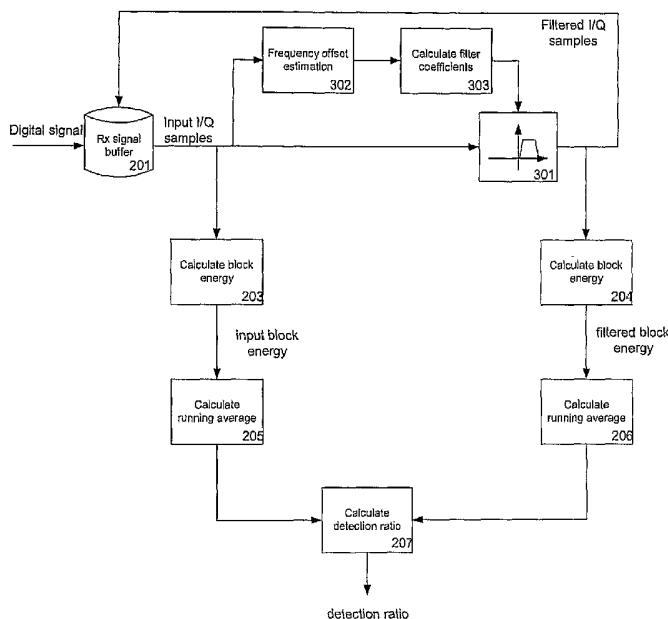 Filtered I/Q
samples
Frequency offset
estimation
302
Calculate filter
coefficients
303
Digital signal
Rx signal
buffer
201
Input I/Q
samples
301
Calculate block
energy
203
Calculate block
energy
204
input block
energy
filtered block
energy
Calculate
running average
205
Calculate
running average
206
Calculate
detection ratio
207
detection ratio